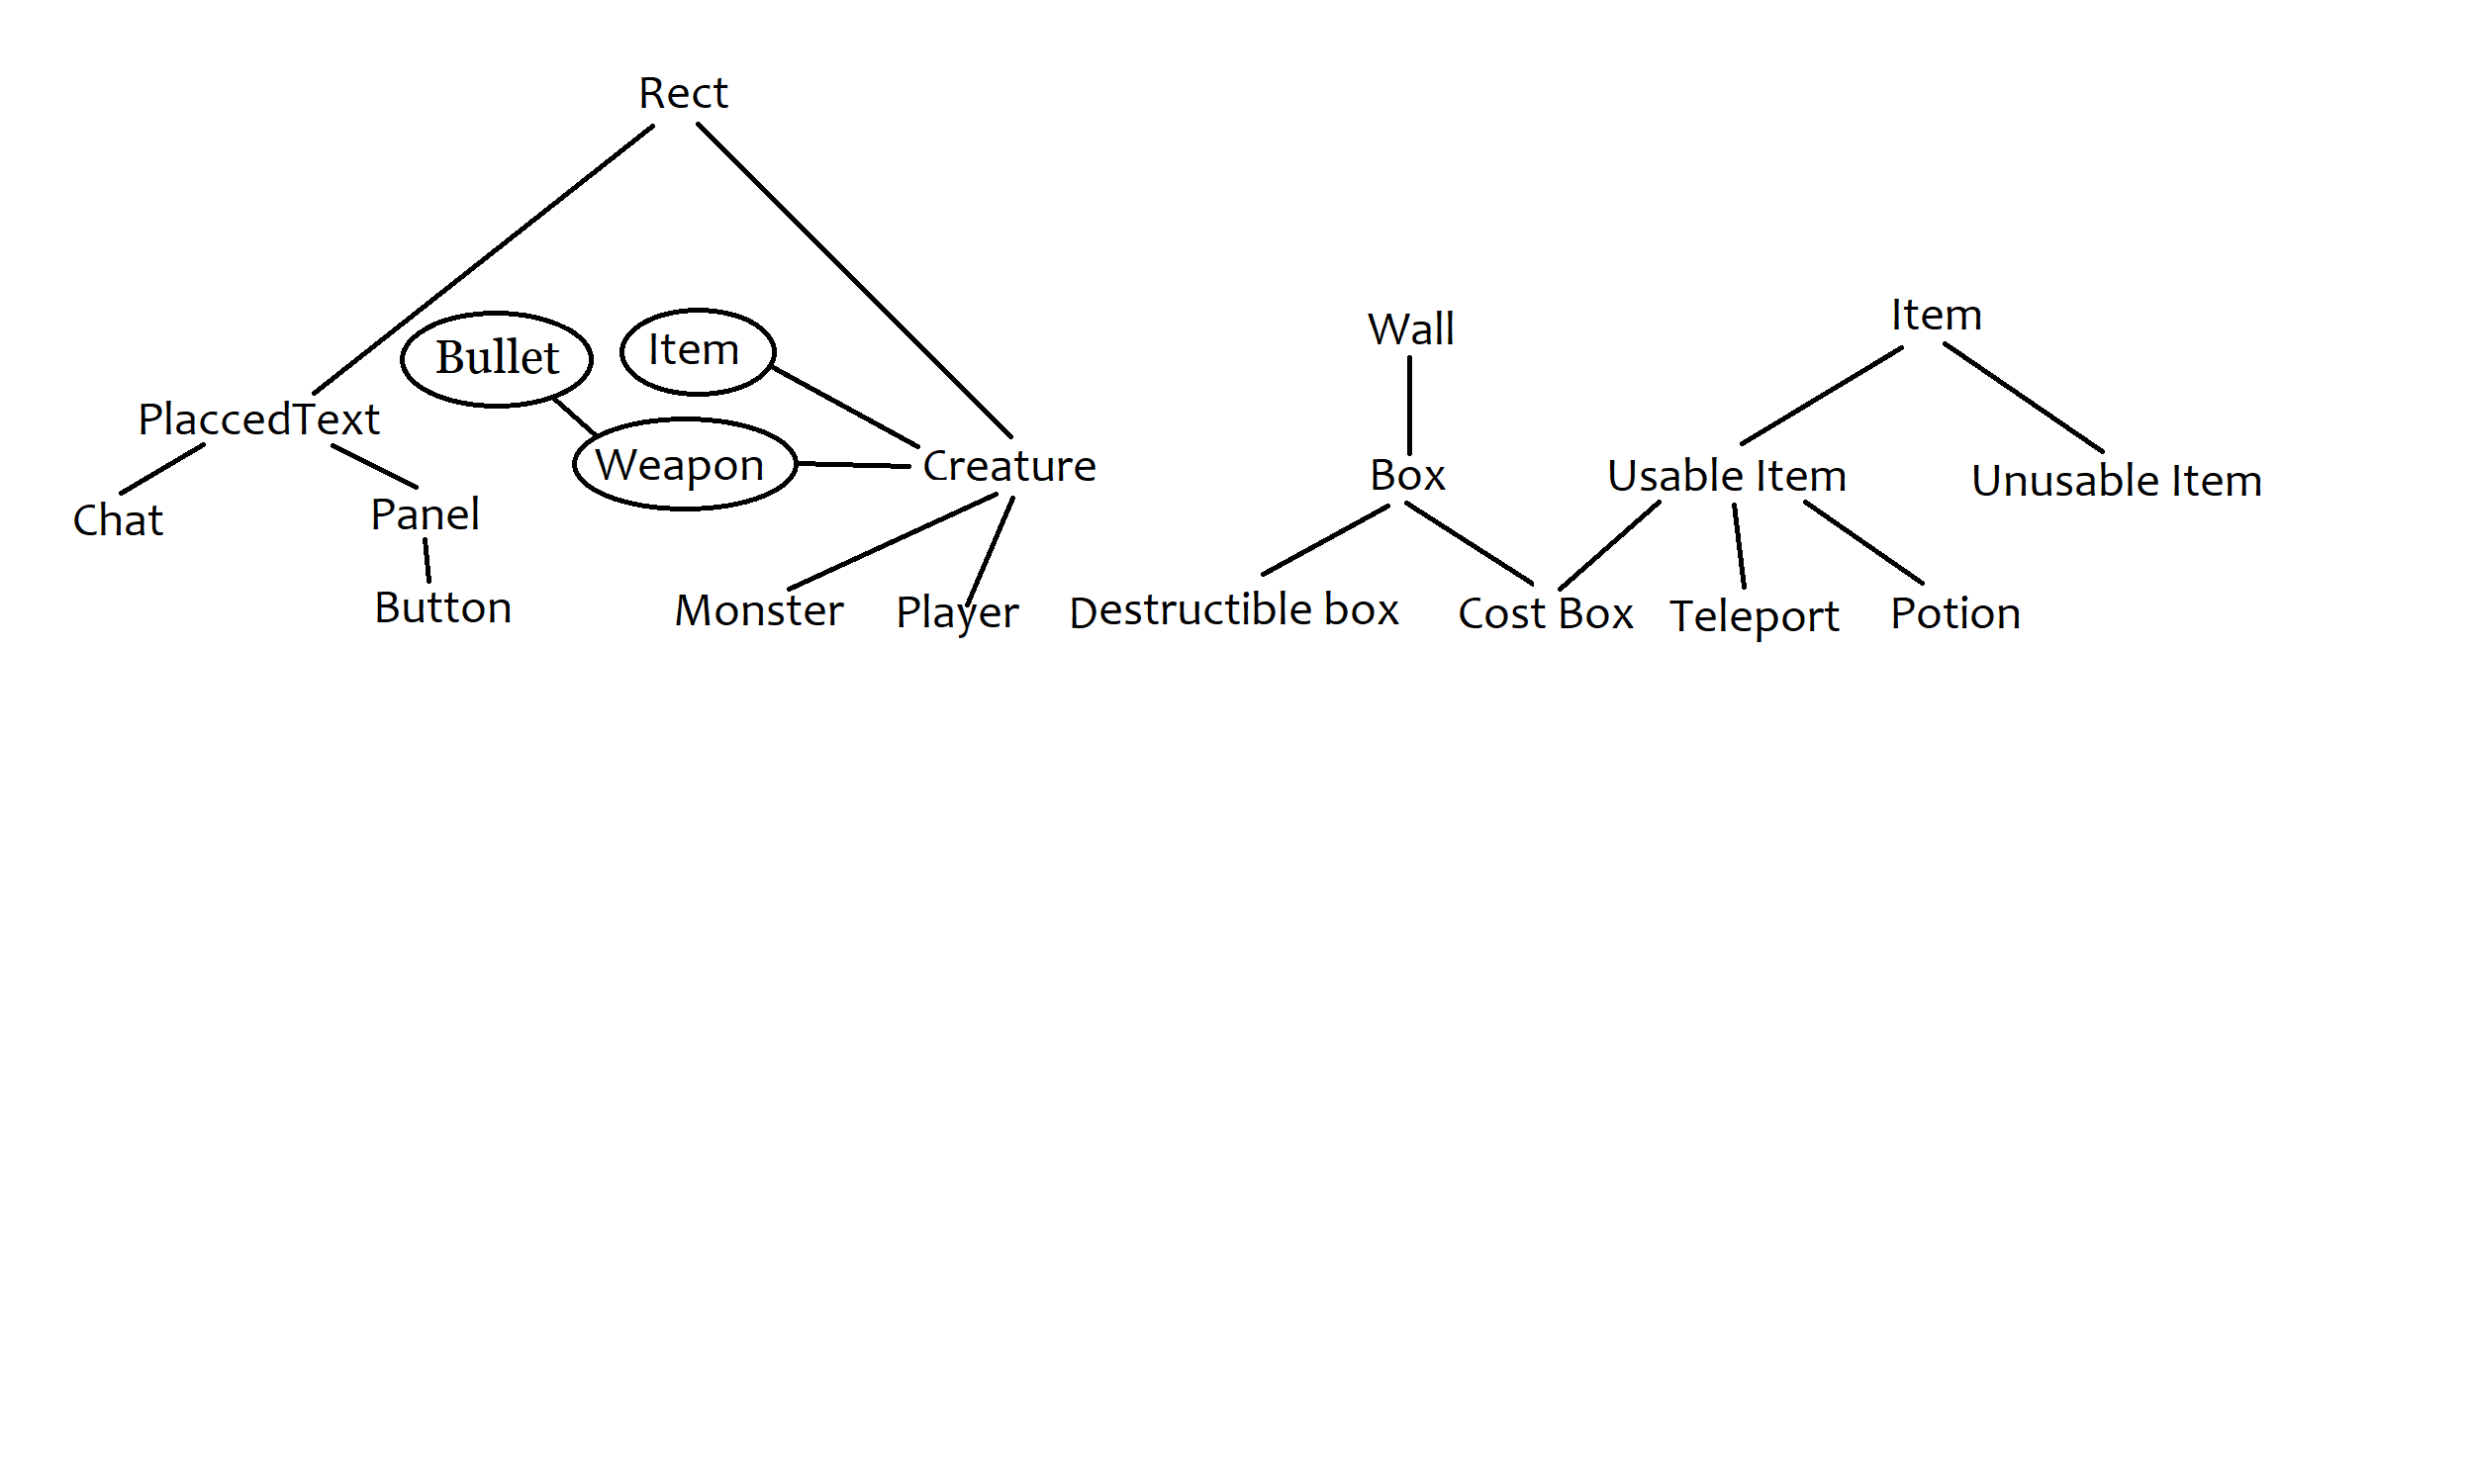 Rect
Item
Wall
Item
Bullet
PlaccedText
Weapon
Creature
Box
Usable Item
Unusable Item
Chat
Panel
Button
Monster
Player
Destructible box
Cost Box
Teleport
Potion